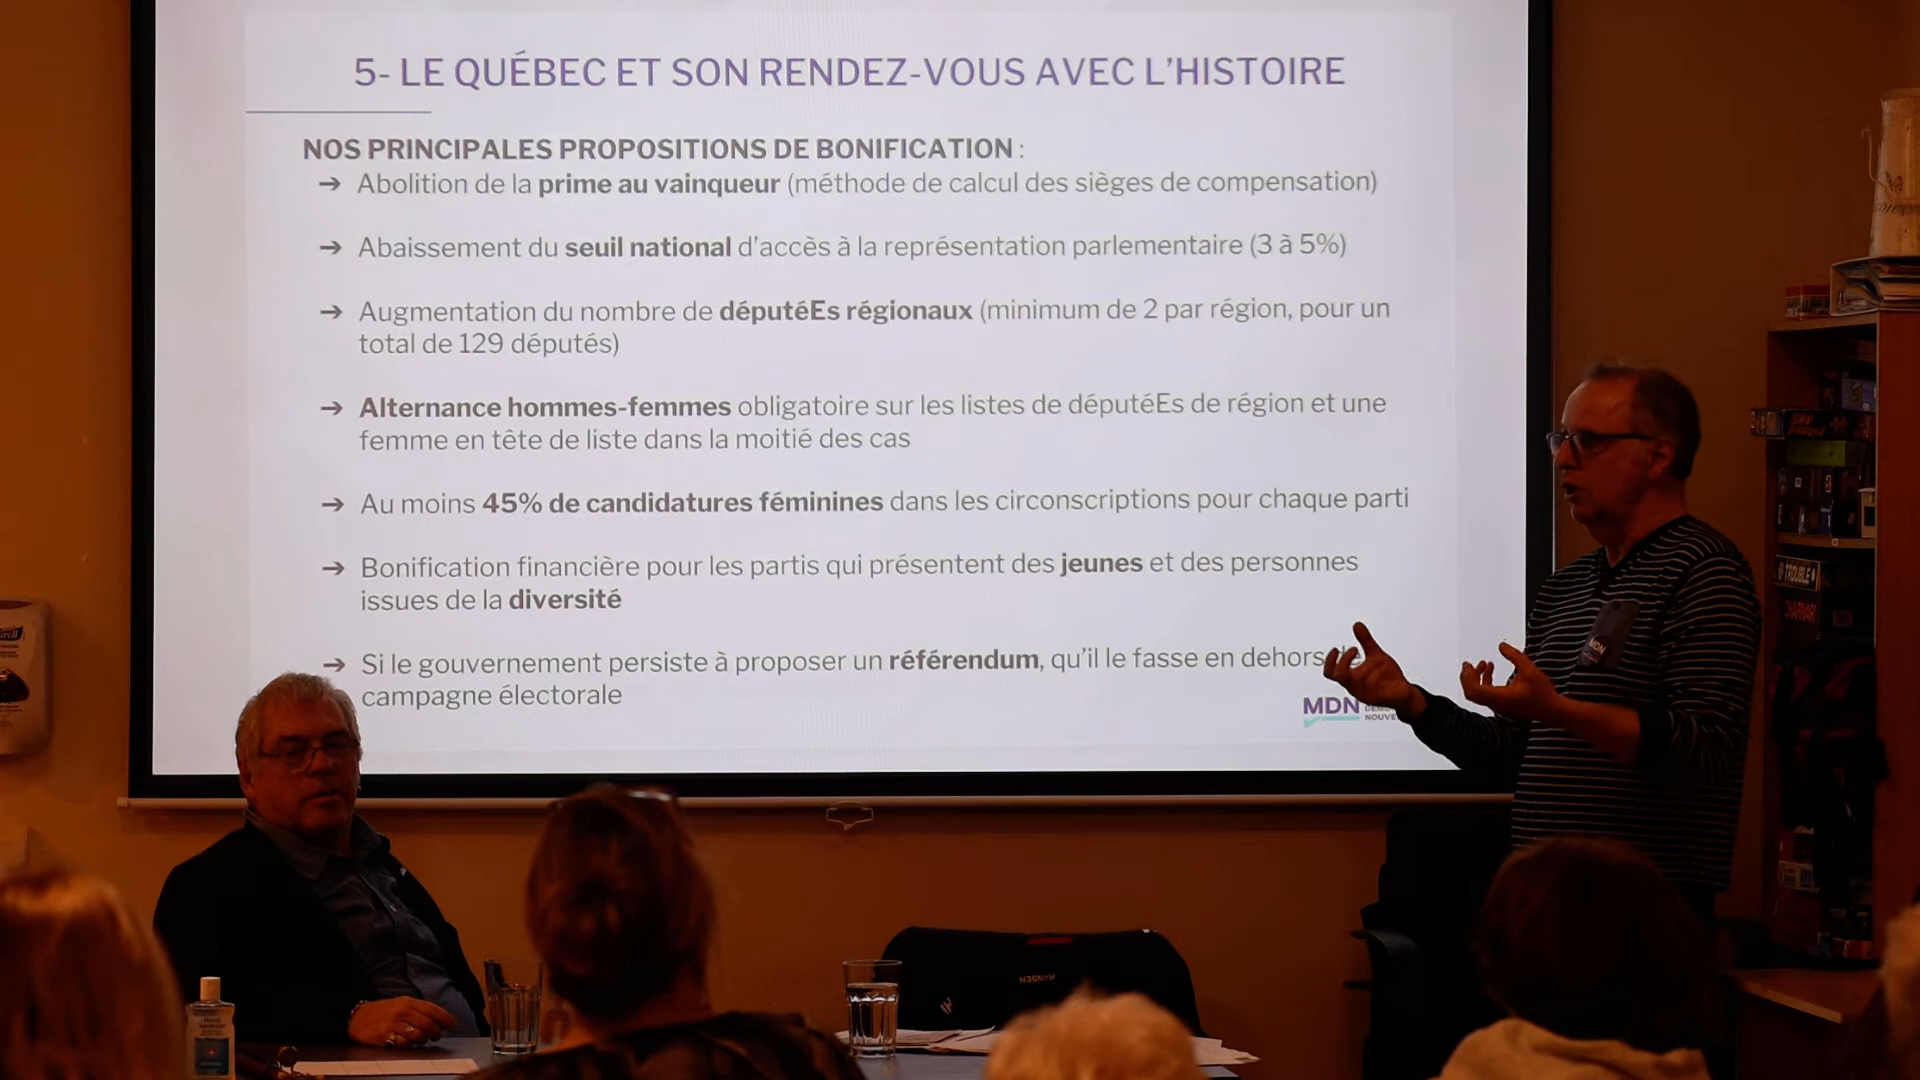 5- LE QUÉBEC ET SON RENDEZ-VOUS AVEC L'HISTOIRE
NOS PRINCIPALES PROPOSITIONS DE BONIFICATION :
➔ Abolition de la prime au vainqueur (méthode de calcul des sièges de compensation)
➔ Abaissement du seuil national d'accès à la représentation parlementaire (3 à 5%)
➔ Augmentation du nombre de députéEs régionaux (minimum de 2 par région, pour un
total de 129 députés)
➔ Alternance hommes-femmes obligatoire sur les listes de députéEs de région et une
femme en tête de liste dans la moitié des cas
➔ Au moins 45% de candidatures féminines dans les circonscriptions pour chaque parti
➔ Bonification financière pour les partis qui présentent des jeunes et des personnes
issues de la diversité
➔ Si le gouvernement persiste à proposer un référendum, qu'il le fasse en dehors
campagne électorale
MDN
MDN
TROUBLE
HANSEN